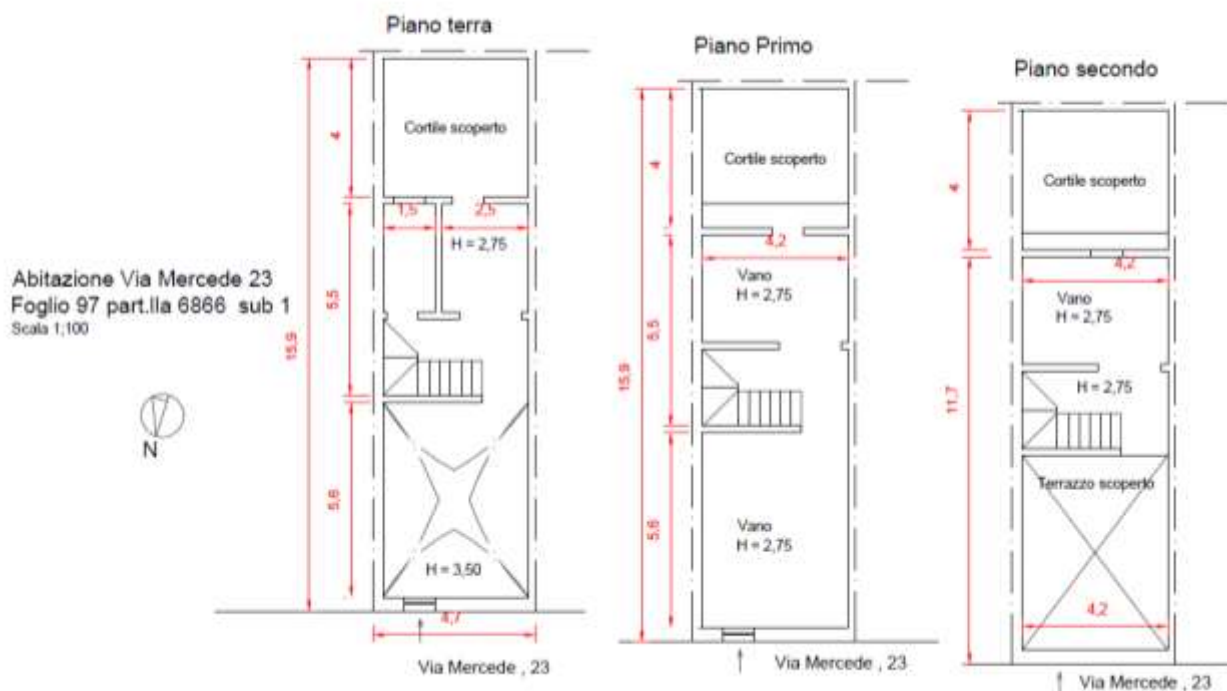 Piano terra
Piano Primo
Piano secondo
Abitazione Via Mercede 23
Foglio 97 part.lla 6866 sub 1
Scala 1:100
N
Cortile scoperto
4
1,5
2,5
H = 2,75
5,5
15,9
5,6
H = 3,50
4,7
Via Mercede , 23
Cortile scoperto
4
4,2
Vano
H = 2,75
5,5
15,9
Vano
H = 2,75
5,6
Via Mercede , 23
Cortile scoperto
4
4,2
Vano
H = 2,75
H = 2,75
11,7
Terrazzo scoperto
4,2
Via Mercede , 23